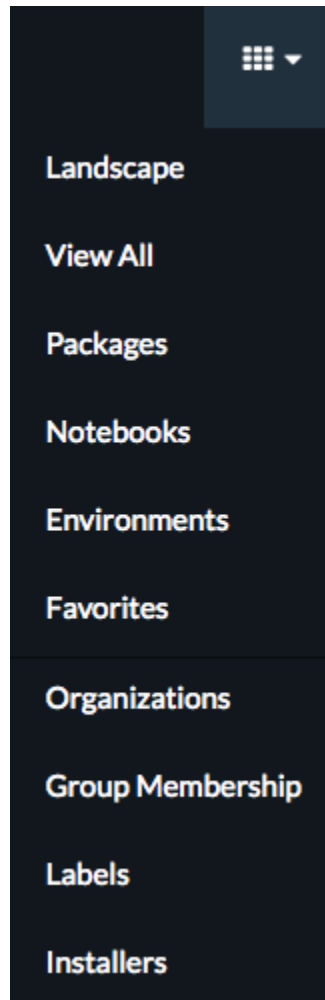 Landscape
View All
Packages
Notebooks
Environments
Favorites
Organizations
Group Membership
Labels
Installers